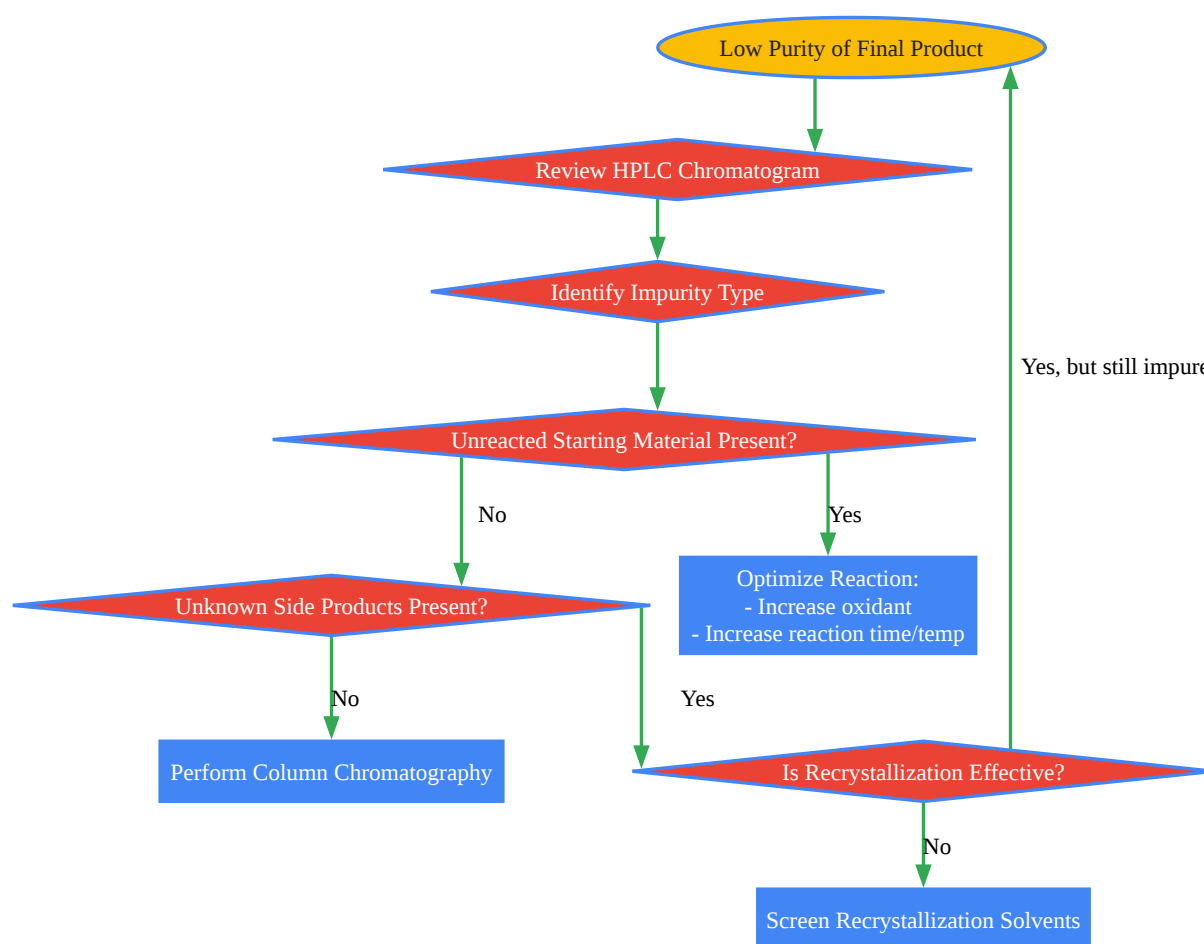 Low Purity of Final Product
Review HPLC Chromatogram
Identify Impurity Type
Yes, but still impure
Unreacted Starting Material Present?
No
Yes
Optimize Reaction:
- Increase oxidant
- Increase reaction time/temp
Unknown Side Products Present?
No
Yes
Perform Column Chromatography
Is Recrystallization Effective?
No
Screen Recrystallization Solvents